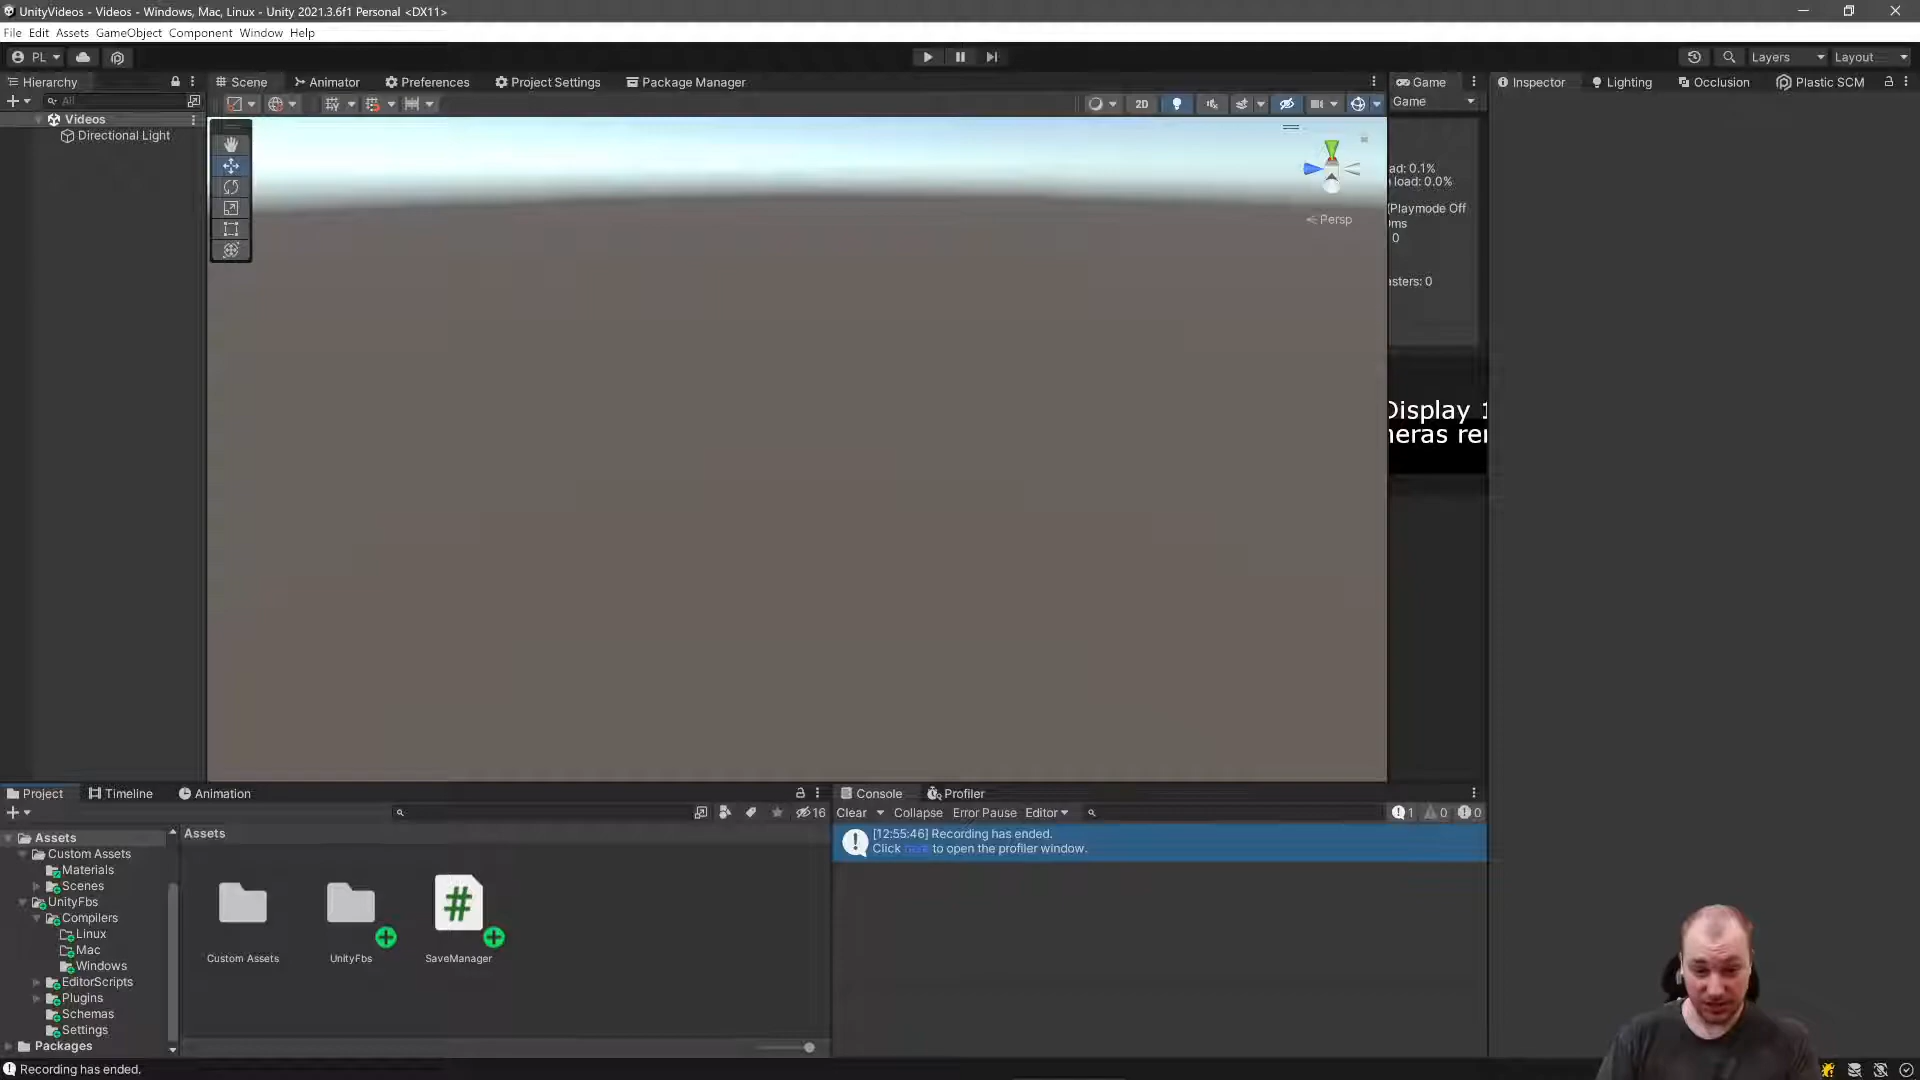 UnityVideos - Videos - Windows, Mac, Linux - Unity 2021.3.6f1 Personal <DX11>
File Edit Assets GameObject Component Window Help
PL Layers Layout
Hierarchy Scene Animator Preferences Project Settings Package Manager Game Inspector Lighting Occlusion Plastic SCM
All 2D Game
Videos
Directional Light
ad: 0.1%
load: 0.0%
(Playmode Off
0ms
0
Persp
asters: 0
Display 1
neras rer
Project Timeline Animation Console Profiler
16 Clear Collapse Error Pause Editor 1 0 0
Assets
Assets
[12:55:46] Recording has ended.
Click here to open the profiler window.
Custom Assets
Materials
Scenes
UnityFbs
Compilers
Linux
Mac
Windows
EditorScripts
Plugins
Schemas
Settings
Packages
Custom Assets UnityFbs SaveManager
Recording has ended.